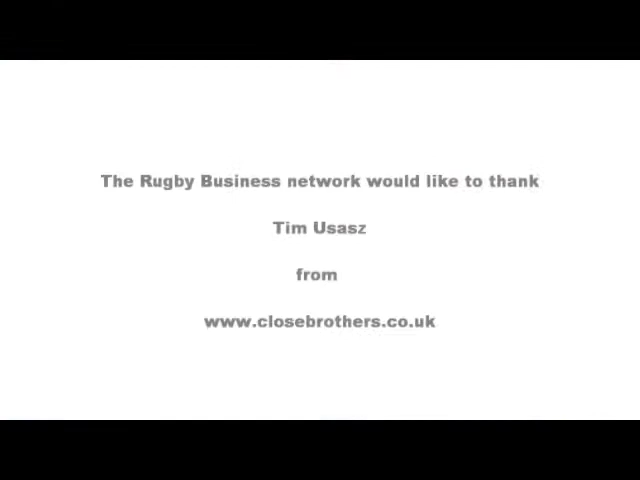 The Rugby Business network would like to thank
Tim Usasz
from
www.closebrothers.co.uk